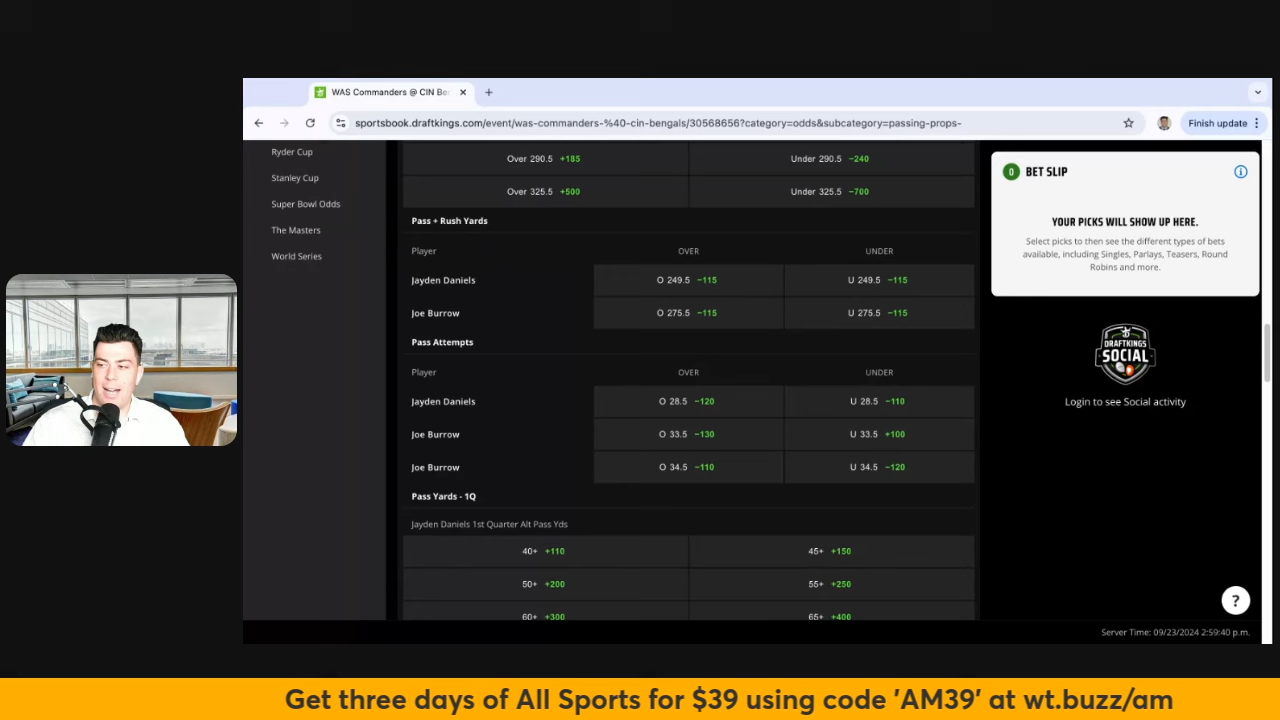 WAS Commanders @ CIN Be
sportsbook.draftkings.com/event/was-commanders-%40-cin-bengals/30568656?category=odds&subcategory=passing-props-
Finish update
Ryder Cup
Stanley Cup
Super Bowl Odds
The Masters
World Series
Over 290.5 +185 Under 290.5 −240
Over 325.5 +500 Under 325.5 −700
Pass + Rush Yards
Player OVER UNDER
Jayden Daniels O 249.5 −115 U 249.5 −115
Joe Burrow O 275.5 −115 U 275.5 −115
Pass Attempts
Player OVER UNDER
Jayden Daniels O 28.5 −120 U 28.5 −110
Joe Burrow O 33.5 −130 U 33.5 +100
Joe Burrow O 34.5 −110 U 34.5 −120
Pass Yards - 1Q
Jayden Daniels 1st Quarter Alt Pass Yds
40+ +110 45+ +150
50+ +200 55+ +250
60+ +300 65+ +400
0 BET SLIP
YOUR PICKS WILL SHOW UP HERE.
Select picks to then see the different types of bets
available, including Singles, Parlays, Teasers, Round
Robins and more.
DRAFTKINGS
SOCIAL
Login to see Social activity
?
Server Time: 09/23/2024 2:59:40 p.m.
Get three days of All Sports for $39 using code 'AM39' at wt.buzz/am